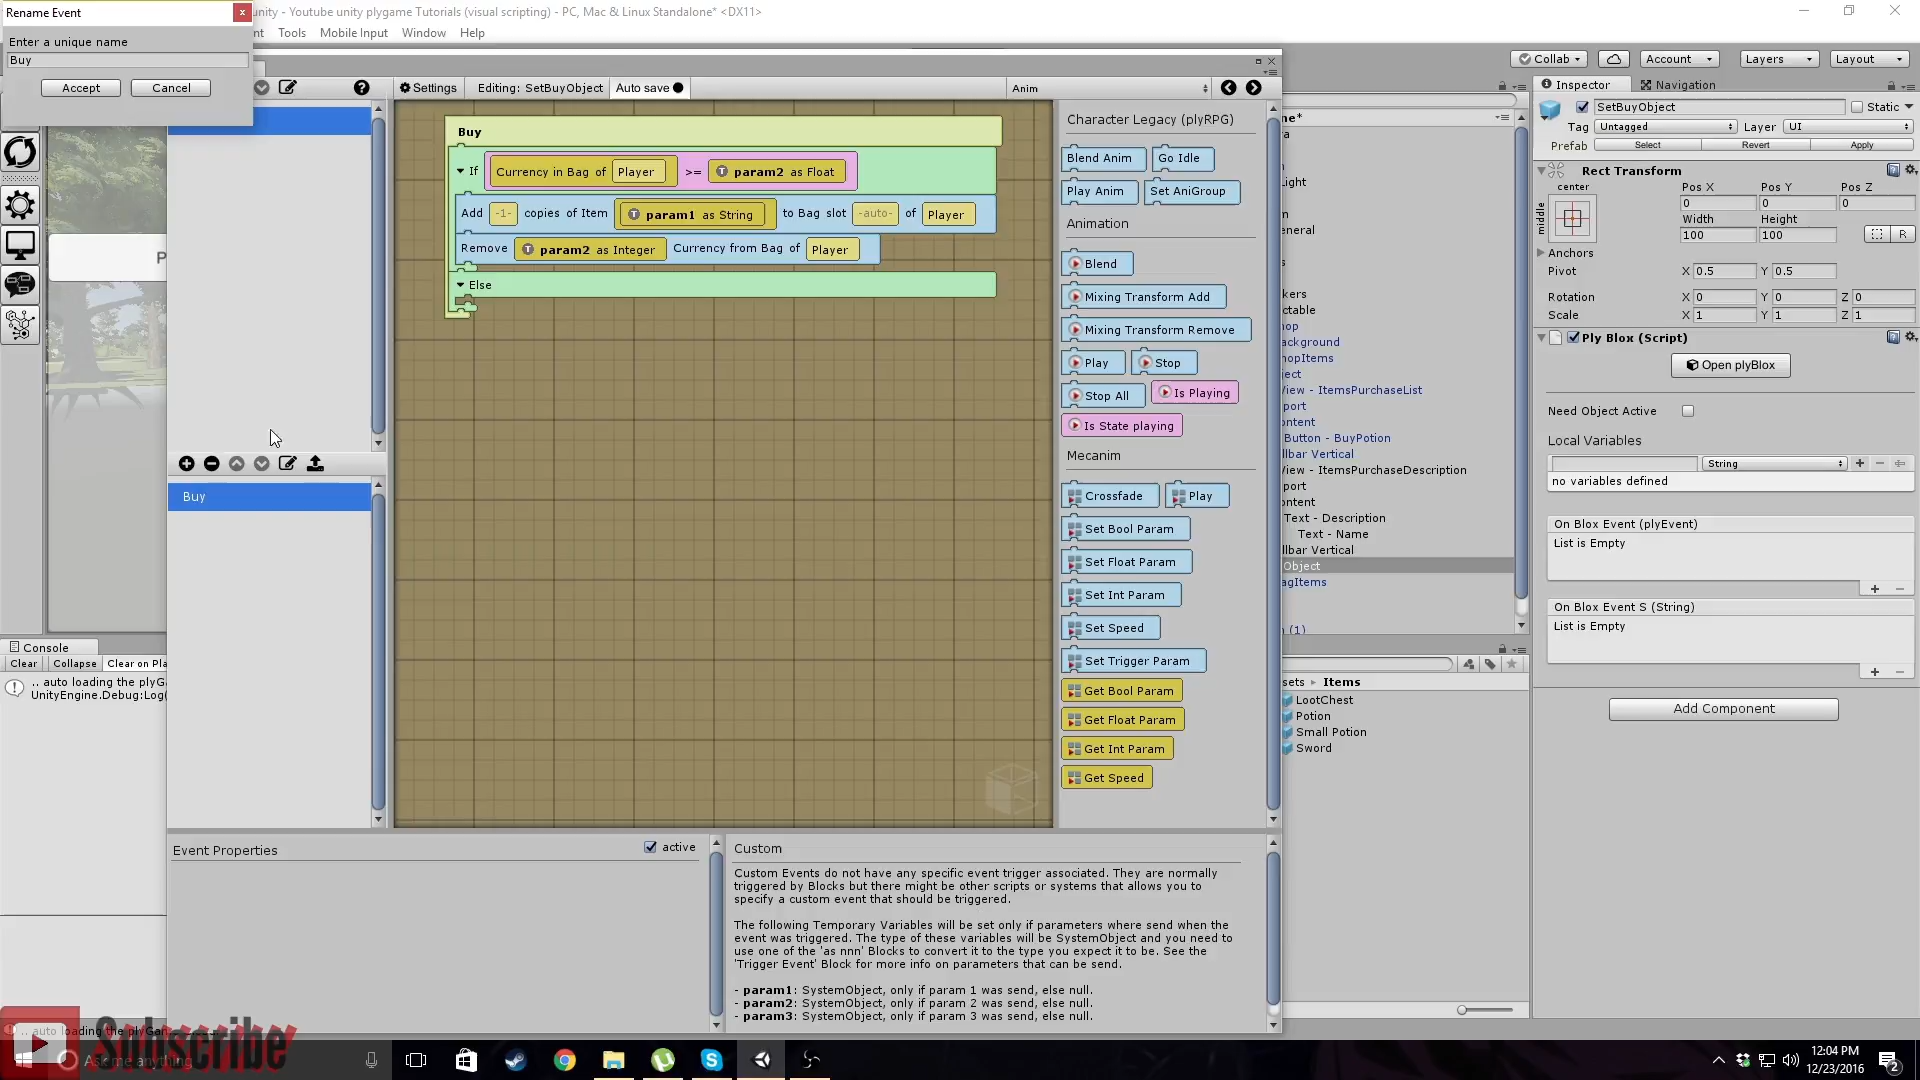 Rename Event
unity - Youtube unity plygame Tutorials (visual scripting) - PC, Mac & Linux Standalone* <DX11>
Tools Mobile Input Window Help
Enter a unique name
Buy
Accept
Cancel
Collab
Account
Layers
Layout
Settings
Editing: SetBuyObject
Auto save
Anim
Buy
If Currency in Bag of Player >= param2 as Float
Add -1- copies of Item param1 as String to Bag slot -auto- of Player
Remove param2 as Integer Currency from Bag of Player
Else
Buy
Character Legacy (plyRPG)
Blend Anim Go Idle
Play Anim Set AniGroup
Animation
Blend
Mixing Transform Add
Mixing Transform Remove
Play Stop
Stop All Is Playing
Is State playing
Mecanim
Crossfade Play
Set Bool Param
Set Float Param
Set Int Param
Set Speed
Set Trigger Param
Get Bool Param
Get Float Param
Get Int Param
Get Speed
View - ItemsPurchaseList
Button - BuyPotion
llbar Vertical
View - ItemsPurchaseDescription
Text - Description
Text - Name
llbar Vertical
Object
agItems
(1)
sets ▸ Items
LootChest
Potion
Small Potion
Sword
Inspector Navigation
SetBuyObject Static
Tag Untagged Layer UI
Prefab Select Revert Apply
Rect Transform
center
middle
Pos X Pos Y Pos Z
0 0 0
Width Height
100 100
R
Anchors
Pivot X 0.5 Y 0.5
Rotation X 0 Y 0 Z 0
Scale X 1 Y 1 Z 1
Ply Blox (Script)
Open plyBlox
Need Object Active
Local Variables
String
no variables defined
On Blox Event (plyEvent)
List is Empty
On Blox Event S (String)
List is Empty
Add Component
Console
Clear Collapse Clear on Pla
.. auto loading the plyG
UnityEngine.Debug:Log(
Event Properties
active
Custom
Custom Events do not have any specific event trigger associated. They are normally
triggered by Blocks but there might be other scripts or systems that allows you to
specify a custom event that should be triggered.
The following Temporary Variables will be set only if parameters where send when the
event was triggered. The type of these variables will be SystemObject and you need to
use one of the 'as nnn' Blocks to convert it to the type you expect it to be. See the
'Trigger Event' Block for more info on parameters that can be send.
- param1: SystemObject, only if param 1 was send, else null.
- param2: SystemObject, only if param 2 was send, else null.
- param3: SystemObject, only if param 3 was send, else null.
.. auto loading the plyGam
Subscribe
Ask me anything
12:04 PM
12/23/2016
2